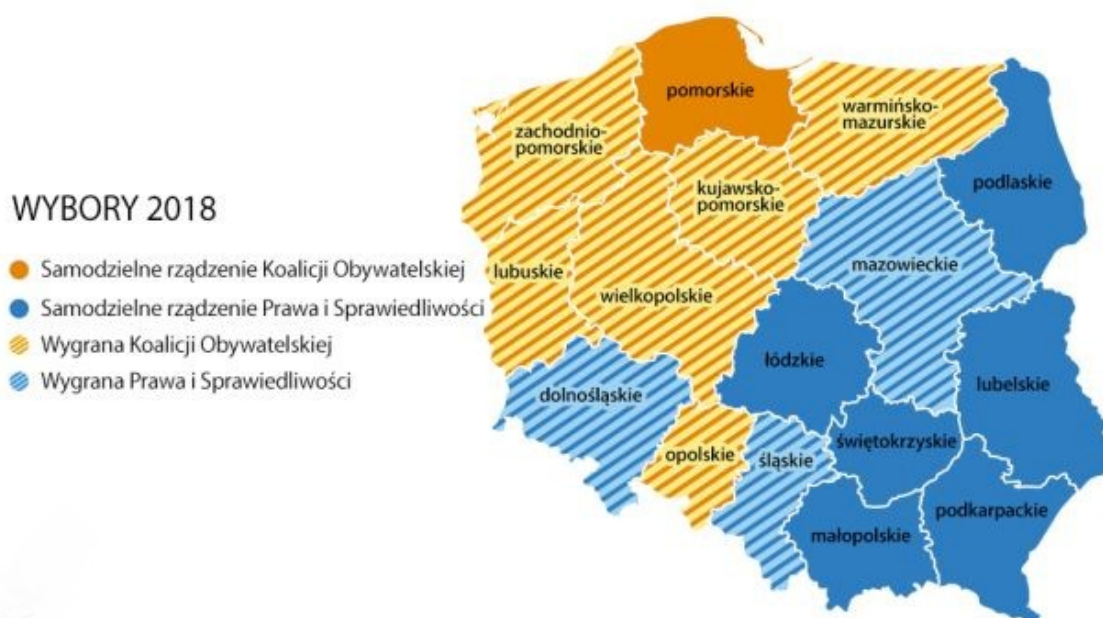 WYBORY 2018
Samodzielne rządzenie Koalicji Obywatelskiej
Samodzielne rządzenie Prawa i Sprawiedliwości
Wygrana Koalicji Obywatelskiej
Wygrana Prawa i Sprawiedliwości
pomorskie
warmińsko-
mazurskie
zachodnio-
pomorskie
podlaskie
kujawsko-
pomorskie
mazowieckie
lubuskie
wielkopolskie
łódzkie
lubelskie
dolnośląskie
opolskie
śląskie
świętokrzyskie
podkarpackie
małopolskie